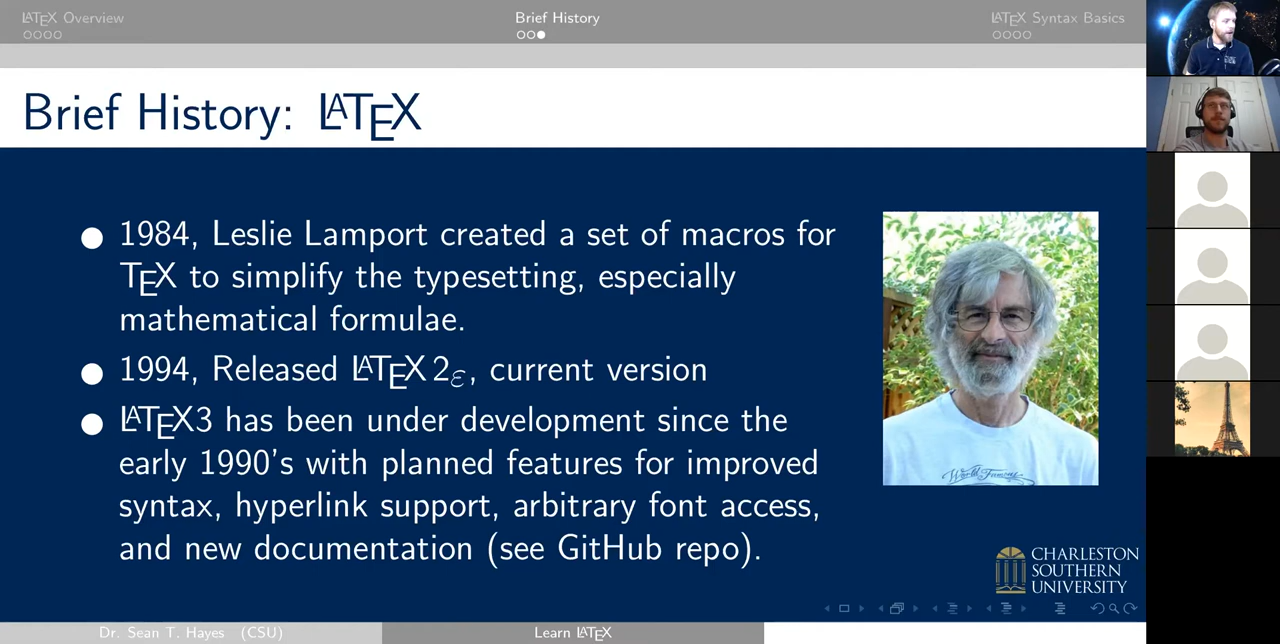 LATEX Overview
Brief History
LATEX Syntax Basics
Brief History: LATEX
1984, Leslie Lamport created a set of macros for
TEX to simplify the typesetting, especially
mathematical formulae.
1994, Released LATEX 2ε, current version
LATEX3 has been under development since the
early 1990's with planned features for improved
syntax, hyperlink support, arbitrary font access,
and new documentation (see GitHub repo).
World Famous
CHARLESTON
SOUTHERN
UNIVERSITY
Dr. Sean T. Hayes (CSU)
Learn LATEX